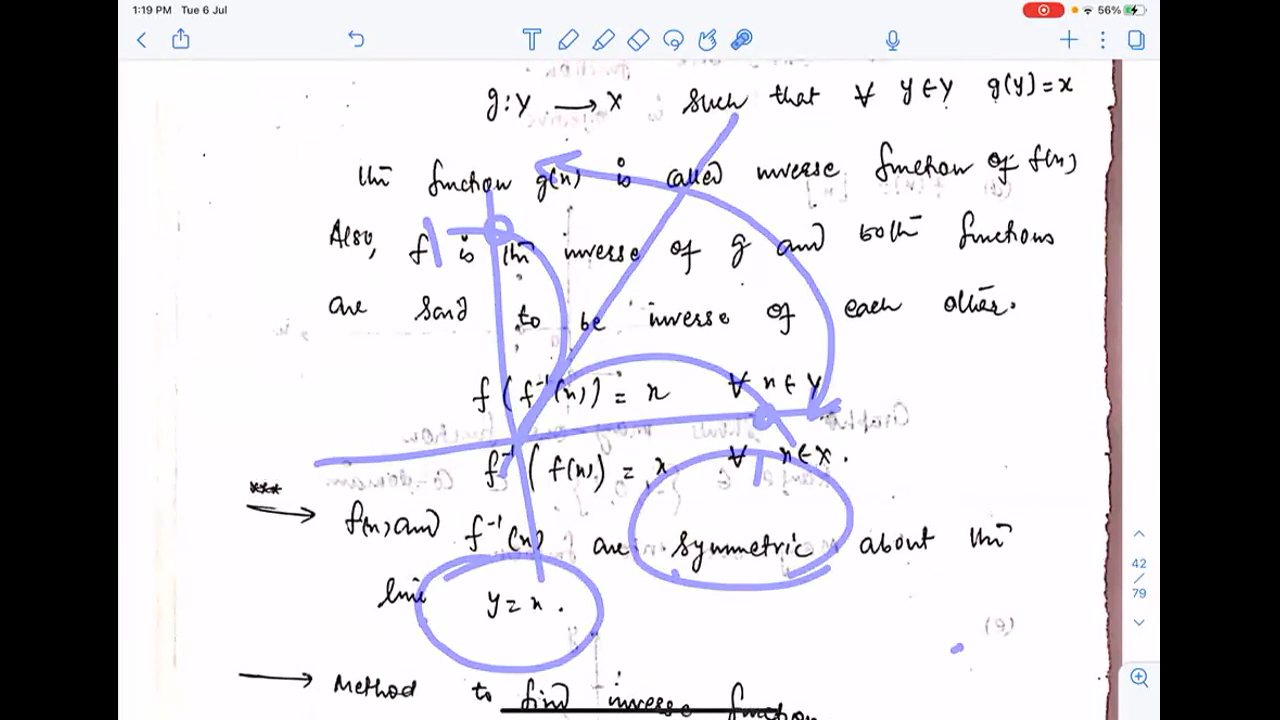 1:19 PM Tue 6 Jul
56%
g: y → X such that ∀ y ∈ Y g(y) = x
The function g(x) is called inverse function of f(x)
Also, f is the inverse of g and both functions
are said to be inverse of each other.
f(f⁻¹(x)) = x ∀ x ∈ Y
f⁻¹(f(x)) = x ∀ x ∈ X.
*** → f(x) and f⁻¹(x) are symmetric about the
line y = x.
→ Method to find inverse function
42
/
79